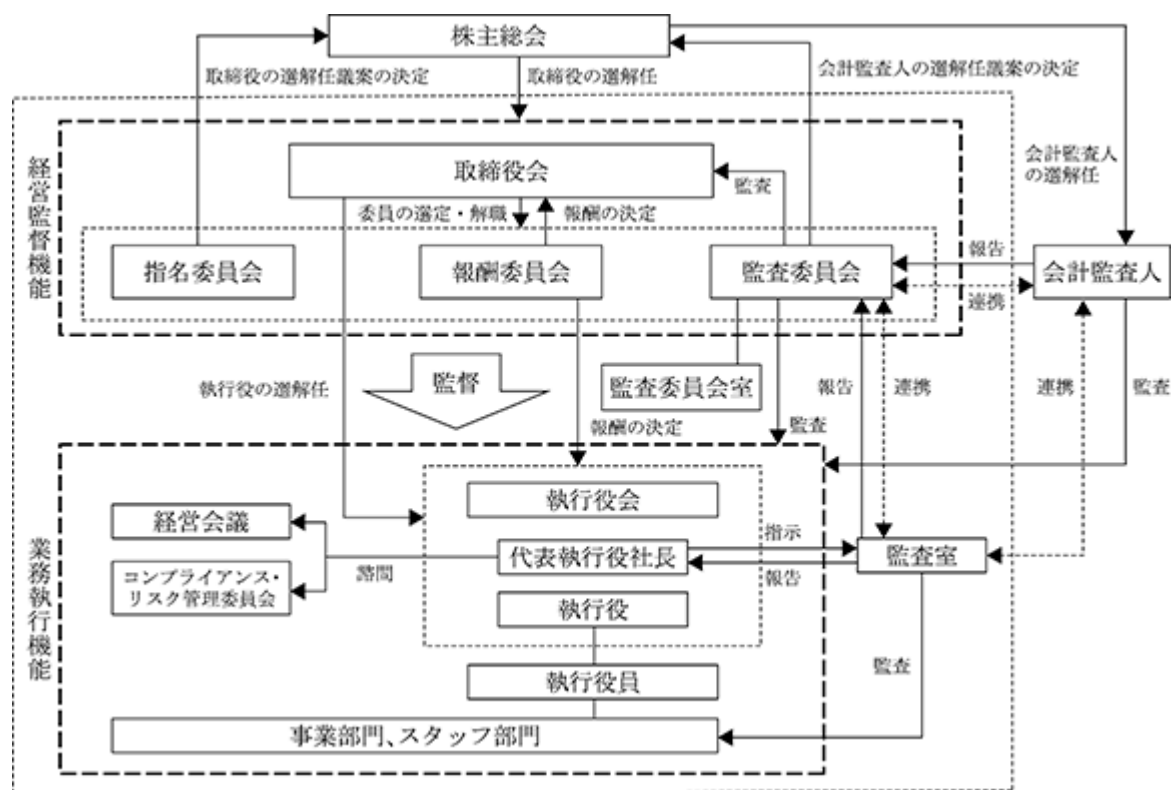 株主総会
取締役の選解任議案の決定
取締役の選解任
会計監査人の選解任議案の決定
経営監督機能
取締役会
監査
会計監査人
の選解任
委員の選定・解職
報酬の決定
指名委員会
報酬委員会
監査委員会
報告
会計監査人
連携
執行役の選解任
監督
監査委員会室
報告
連携
連携
監査
報酬の決定
監査
業務執行機能
執行役会
経営会議
代表執行役社長
指示
監査室
コンプライアンス・
リスク管理委員会
諮問
報告
執行役
執行役員
監査
事業部門、スタッフ部門